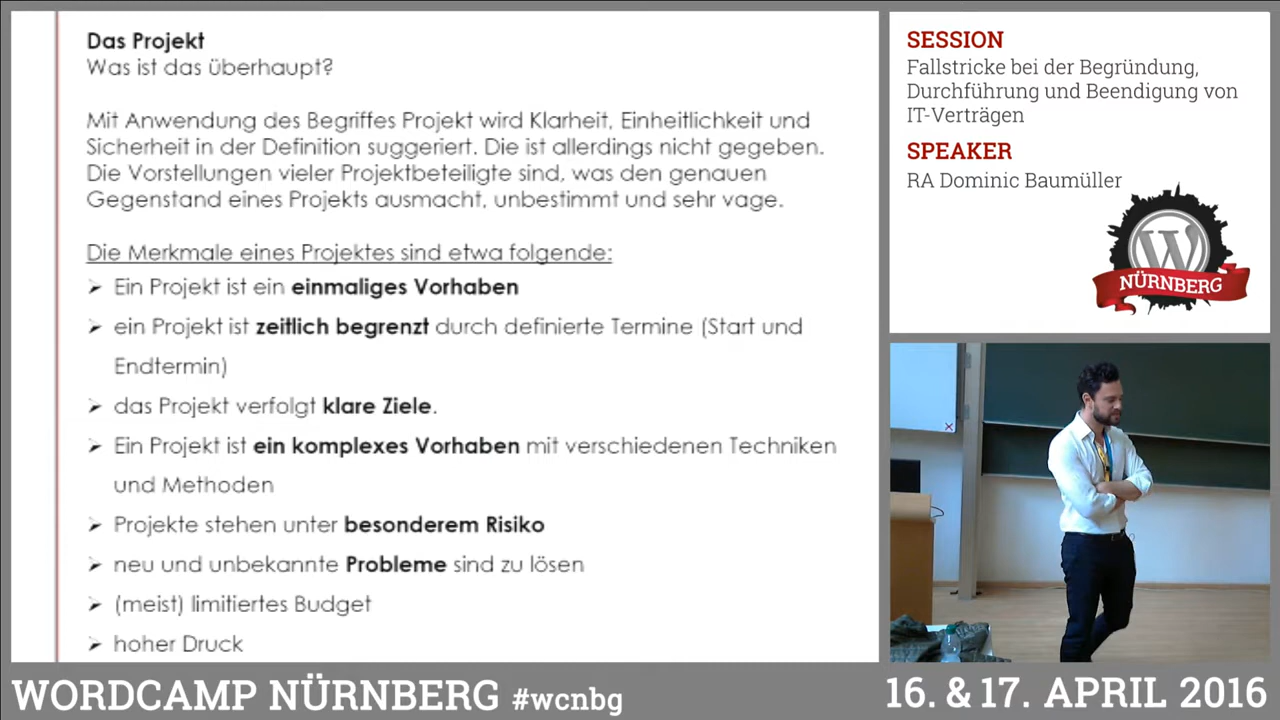 Das Projekt
Was ist das überhaupt?
Mit Anwendung des Begriffes Projekt wird Klarheit, Einheitlichkeit und
Sicherheit in der Definition suggeriert. Die ist allerdings nicht gegeben.
Die Vorstellungen vieler Projektbeteiligte sind, was den genauen
Gegenstand eines Projekts ausmacht, unbestimmt und sehr vage.
Die Merkmale eines Projektes sind etwa folgende:
➢ Ein Projekt ist ein einmaliges Vorhaben
➢ ein Projekt ist zeitlich begrenzt durch definierte Termine (Start und
Endtermin)
➢ das Projekt verfolgt klare Ziele.
➢ Ein Projekt ist ein komplexes Vorhaben mit verschiedenen Techniken
und Methoden
➢ Projekte stehen unter besonderem Risiko
➢ neu und unbekannte Probleme sind zu lösen
➢ (meist) limitiertes Budget
➢ hoher Druck
SESSION
Fallstricke bei der Begründung,
Durchführung und Beendigung von
IT-Verträgen
SPEAKER
RA Dominic Baumüller
W
NÜRNBERG
WORDCAMP NÜRNBERG #wcnbg
16. & 17. APRIL 2016